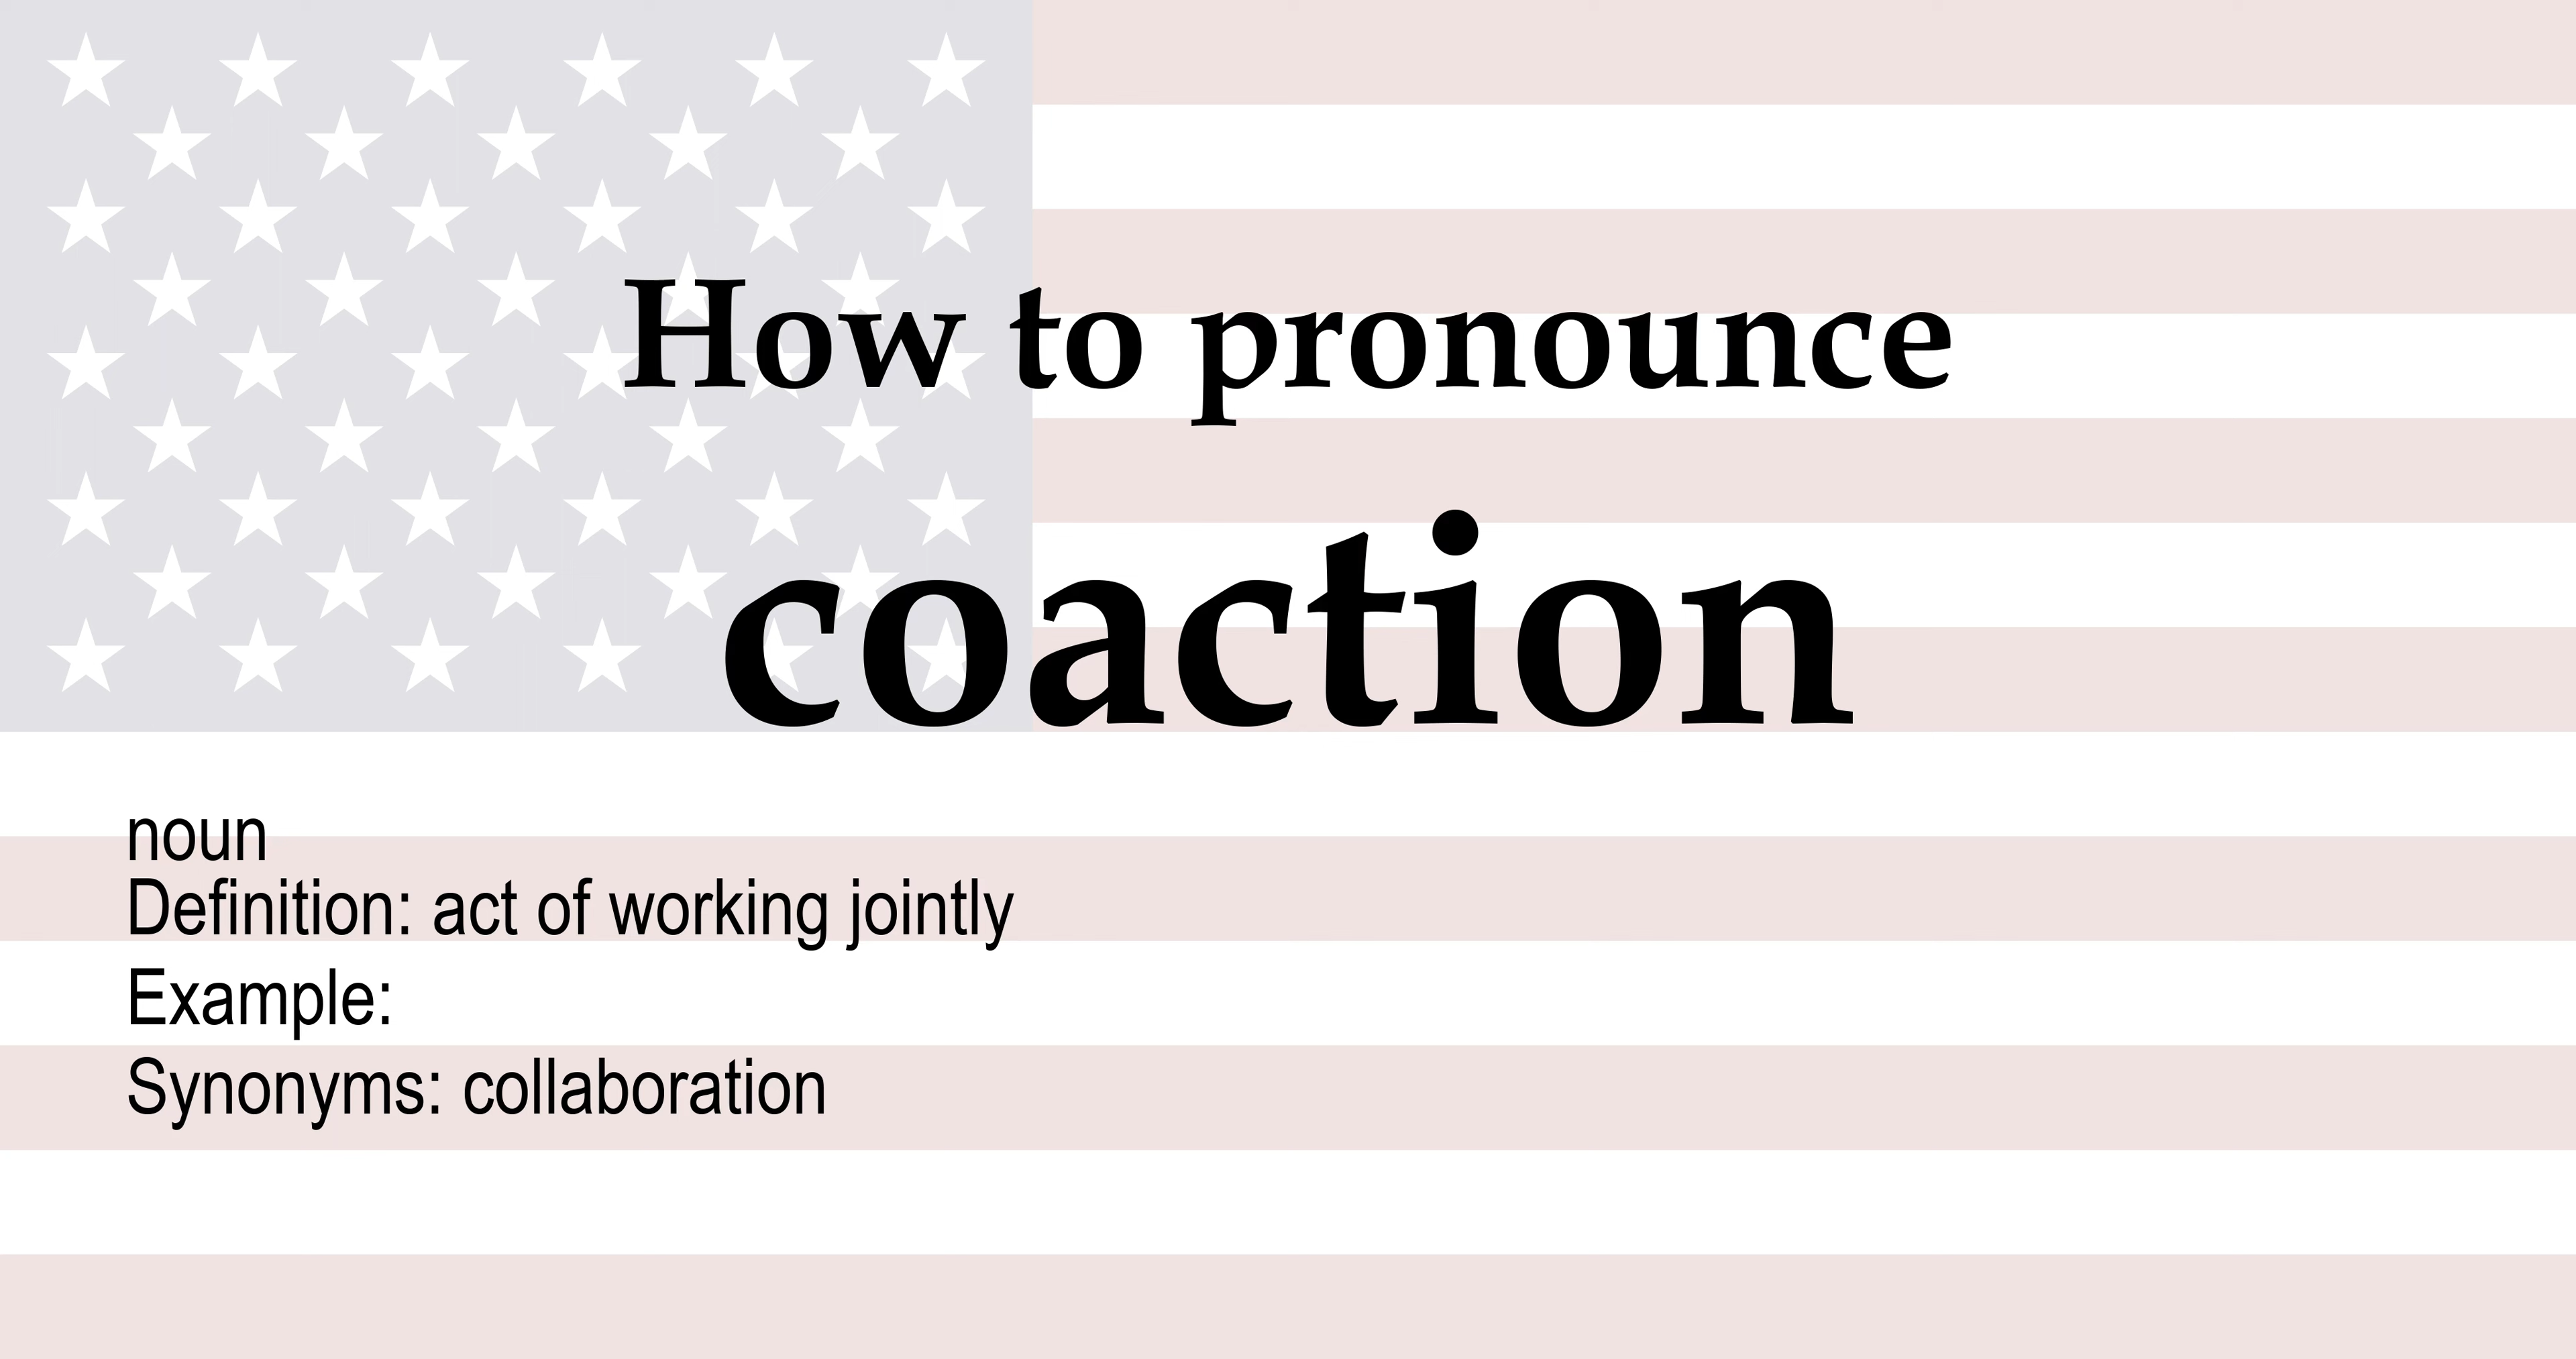 How to pronounce
coaction
noun
Definition: act of working jointly
Example:
Synonyms: collaboration